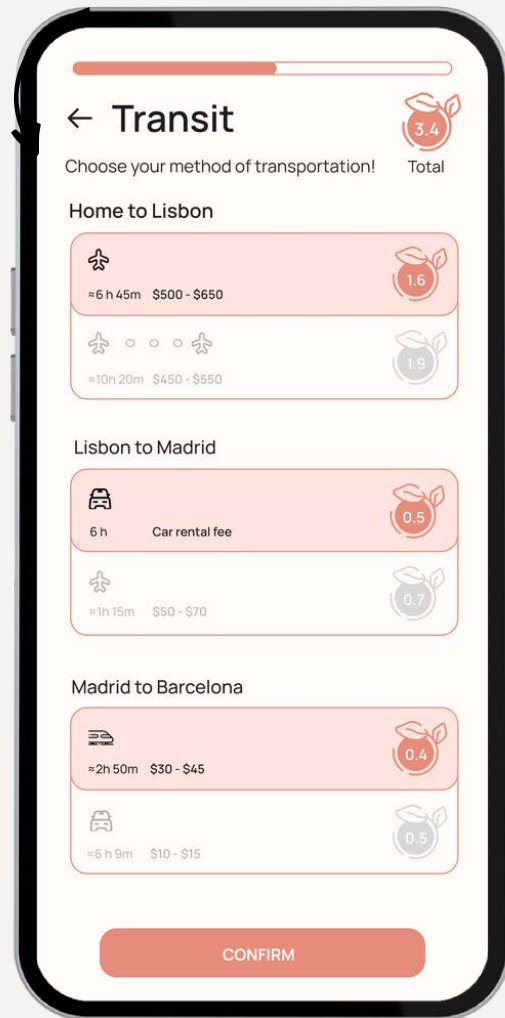 Transit
3.4
Choose your method of transportation!
Total
Home to Lisbon
1.6
≈6 h 45m $500 - $650
1.9
≈10h 20m $450 - $550
Lisbon to Madrid
0.5
6 h Car rental fee
0.7
≈1h 15m $50 - $70
Madrid to Barcelona
0.4
≈2h 50m $30 - $45
0.5
≈6 h 9m $10 - $15
CONFIRM